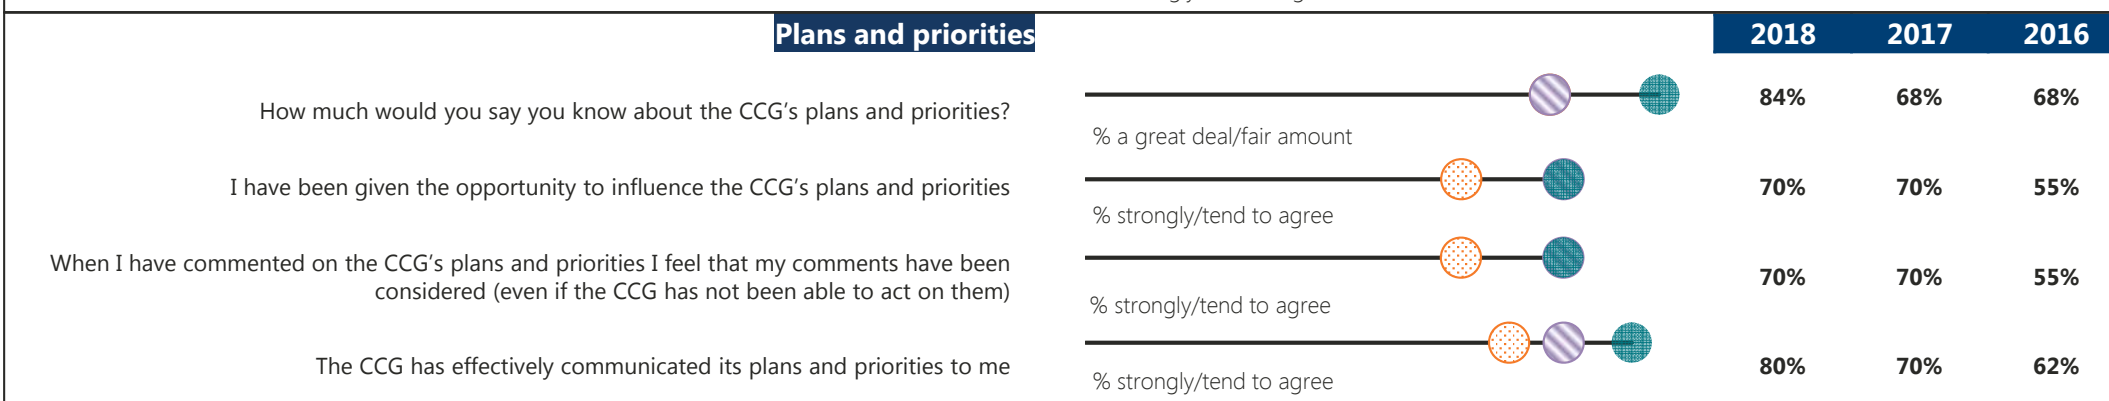 Plans and priorities 2018 2017 2016
How much would you say you know about the CCG’s plans and priorities? 84% 68% 68%
% a great deal/fair amount
I have been given the opportunity to influence the CCG’s plans and priorities 70% 70% 55%
% strongly/tend to agree
When I have commented on the CCG’s plans and priorities I feel that my comments have been
considered (even if the CCG has not been able to act on them) 70% 70% 55%
% strongly/tend to agree
The CCG has effectively communicated its plans and priorities to me 80% 70% 62%
% strongly/tend to agree